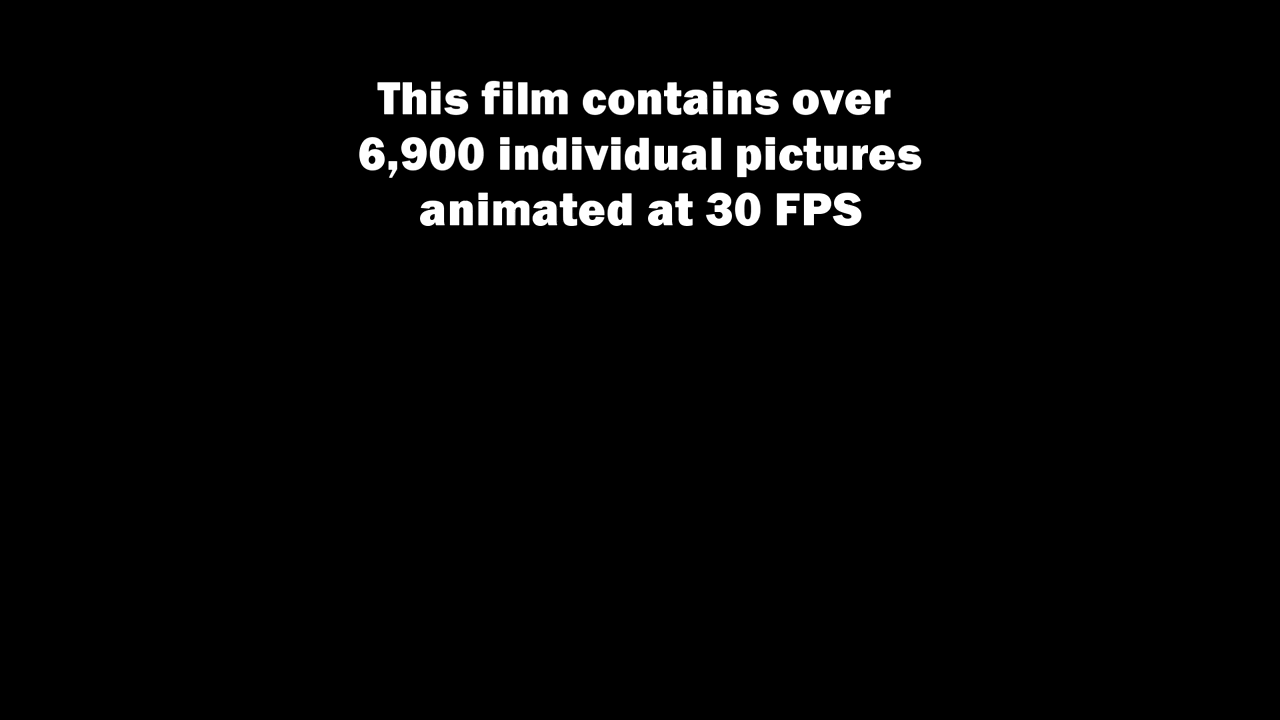 This film contains over
6,900 individual pictures
animated at 30 FPS